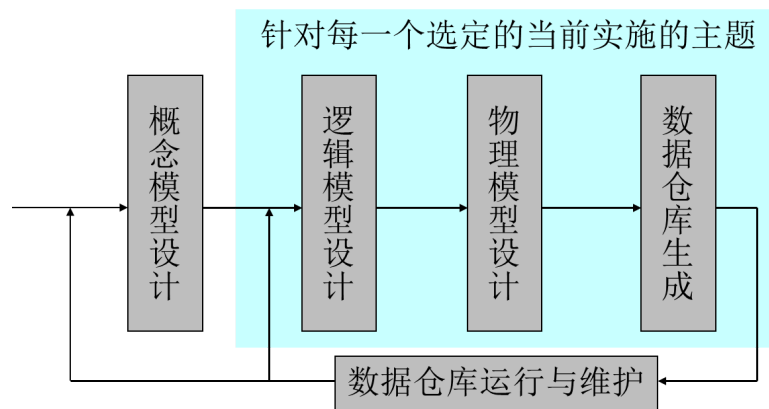 针对每一个选定的当前实施的主题
概念模型设计
逻辑模型设计
物理模型设计
数据仓库生成
数据仓库运行与维护